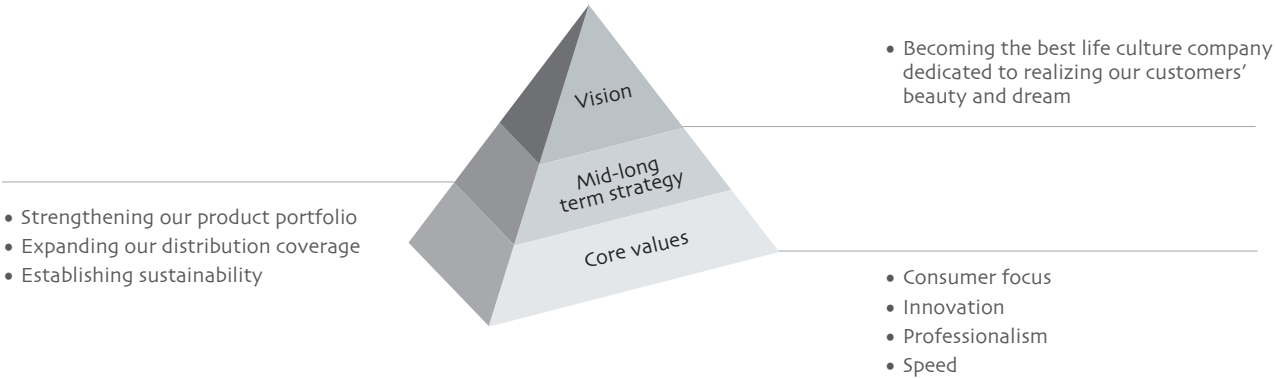 Vision
• Becoming the best life culture company
dedicated to realizing our customers’
beauty and dream
Mid-long
term strategy
• Strengthening our product portfolio
• Expanding our distribution coverage
• Establishing sustainability
Core values
• Consumer focus
• Innovation
• Professionalism
• Speed